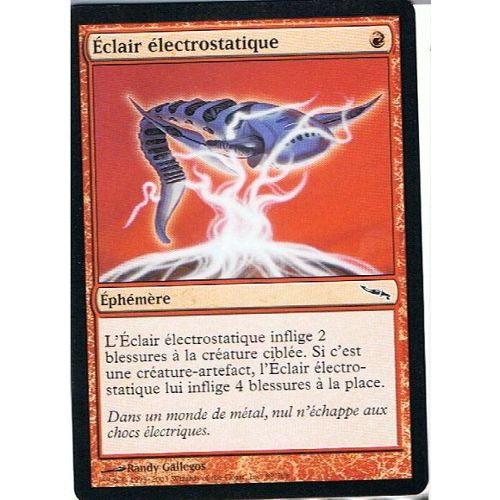 Éclair électrostatique
Éphémère
L'Éclair électrostatique inflige 2
blessures à la créature ciblée. Si c'est
une créature-artefact, l'Éclair électro-
statique lui inflige 4 blessures à la place.
Dans un monde de métal, nul n'échappe aux
chocs électriques.
Randy Gallegos